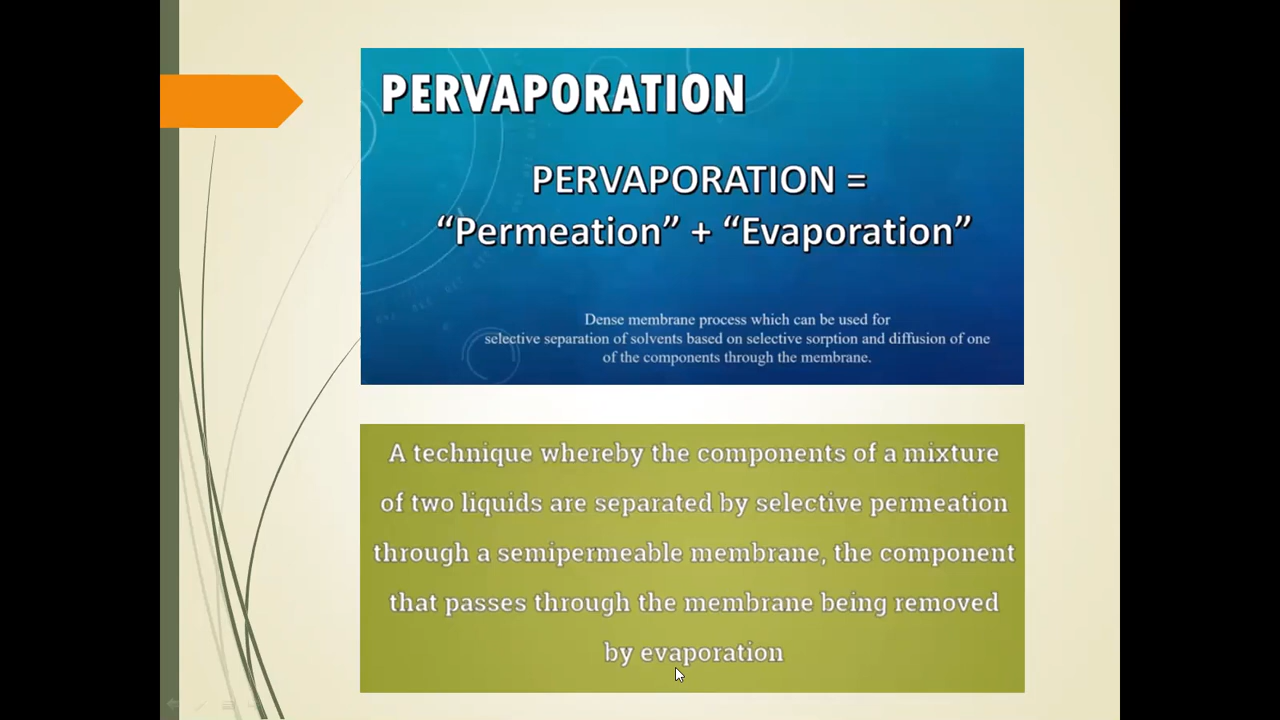 PERVAPORATION
PERVAPORATION =
“Permeation” + “Evaporation”
Dense membrane process which can be used for
selective separation of solvents based on selective sorption and diffusion of one
of the components through the membrane.
A technique whereby the components of a mixture
of two liquids are separated by selective permeation
through a semipermeable membrane, the component
that passes through the membrane being removed
by evaporation